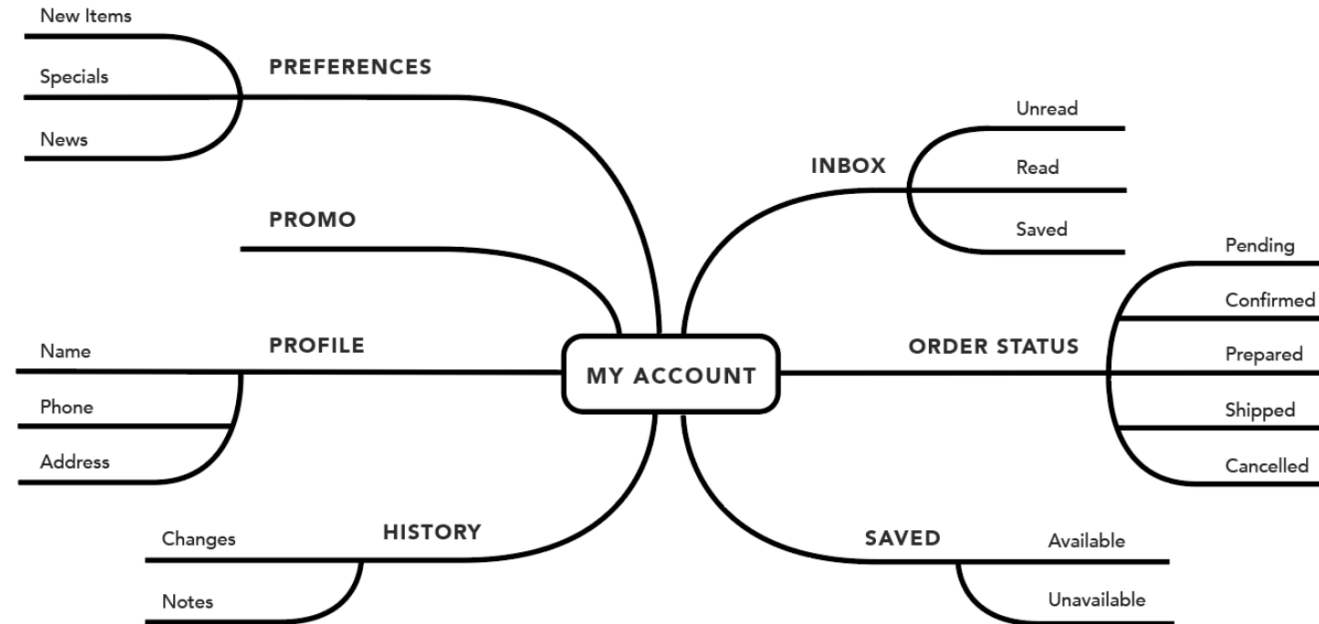 New Items
Specials
News
PREFERENCES
PROMO
Name
Phone
Address
PROFILE
Changes
Notes
HISTORY
MY ACCOUNT
INBOX
Unread
Read
Saved
ORDER STATUS
Pending
Confirmed
Prepared
Shipped
Cancelled
SAVED
Available
Unavailable